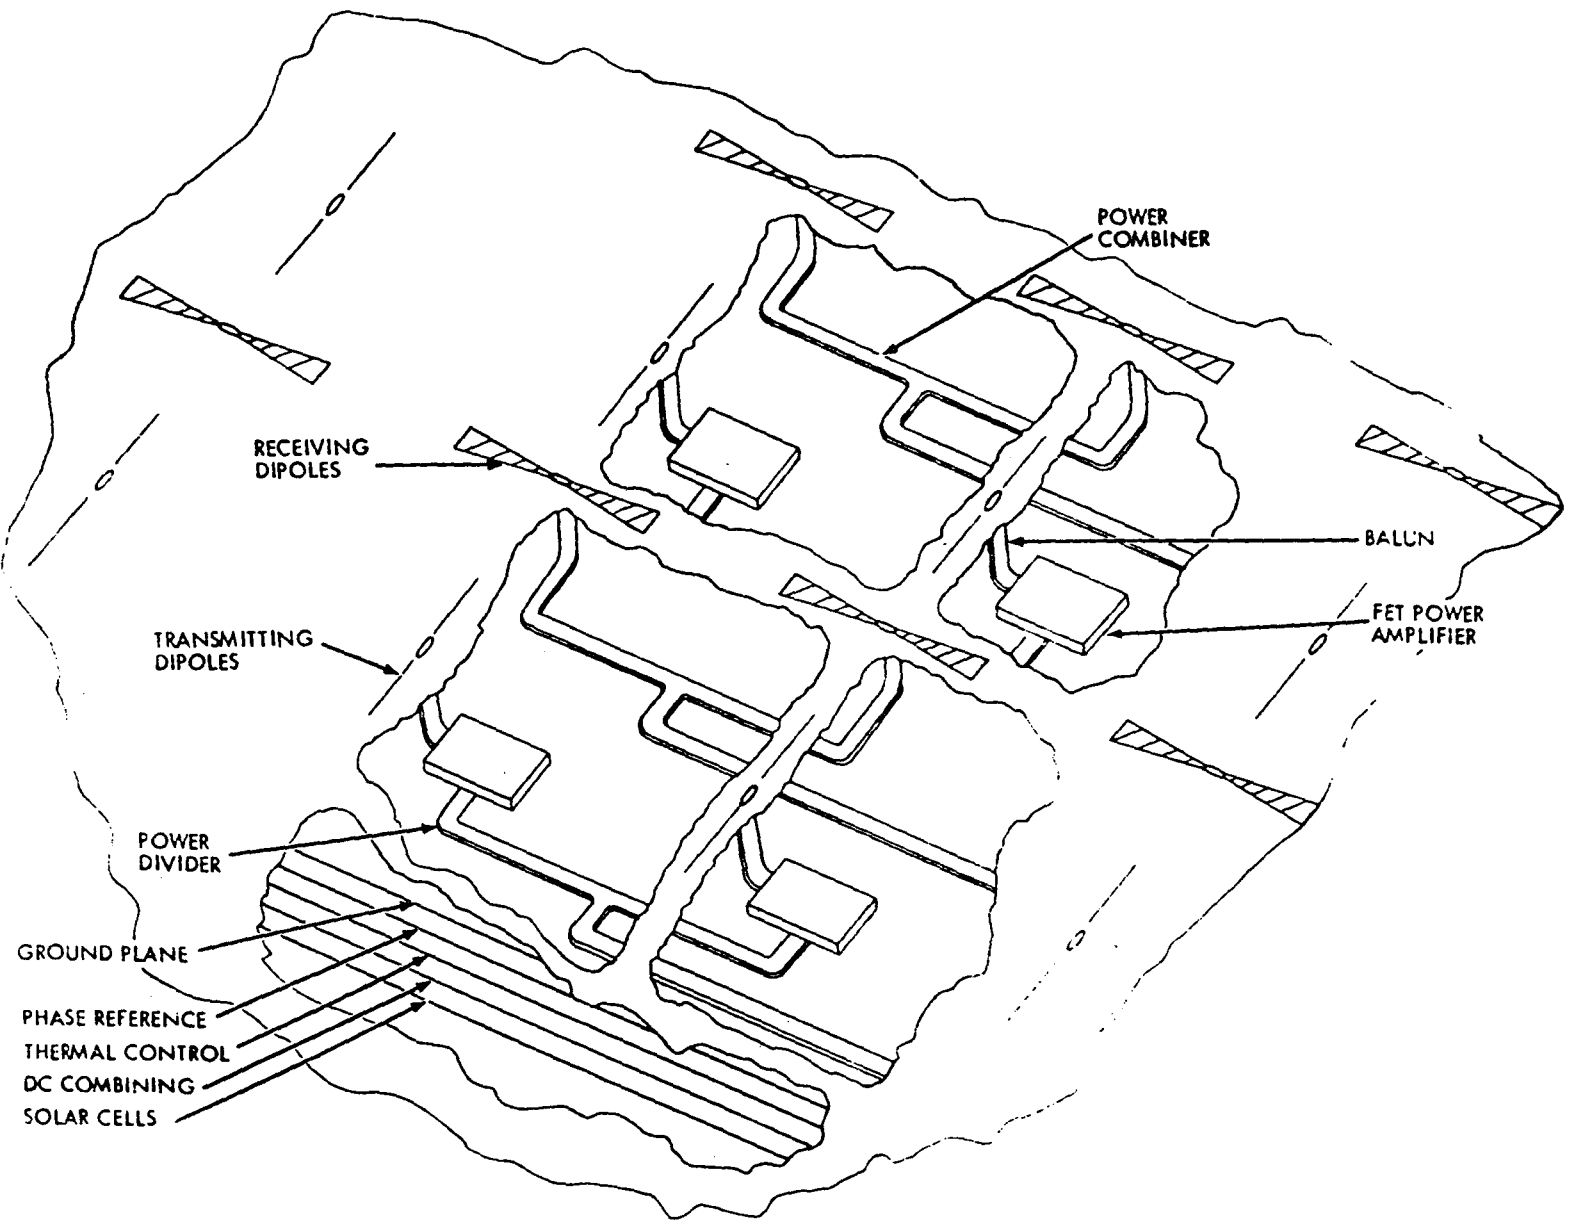 POWER
COMBINER
RECEIVING
DIPOLES
BALUN
FET POWER
AMPLIFIER
TRANSMITTING
DIPOLES
POWER
DIVIDER
GROUND PLANE
PHASE REFERENCE
THERMAL CONTROL
DC COMBINING
SOLAR CELLS